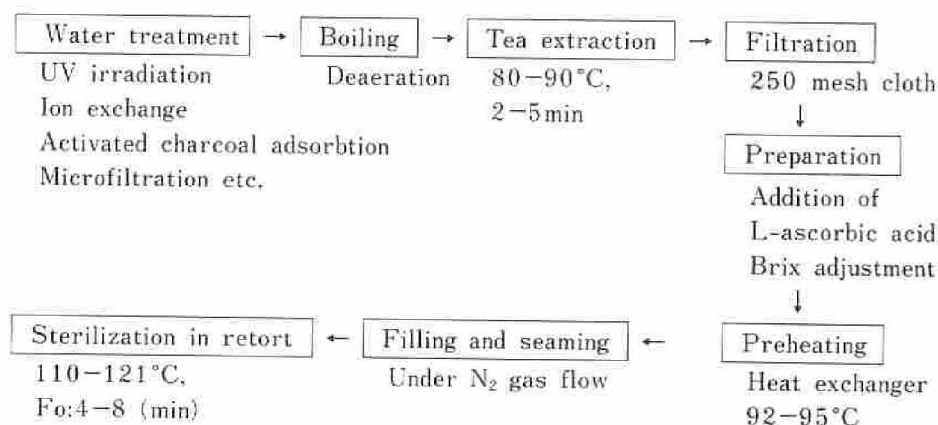 Water treatment → Boiling → Tea extraction → Filtration
UV irradiation
Ion exchange
Activated charcoal adsorbtion
Microfiltration etc.
Deaeration
80-90°C,
2-5min
250 mesh cloth
↓
Preparation
Addition of
L-ascorbic acid
Brix adjustment
↓
Preheating
Heat exchanger
92-95°C
← Filling and seaming
Under N₂ gas flow
← Sterilization in retort
110-121°C,
Fo:4-8 (min)